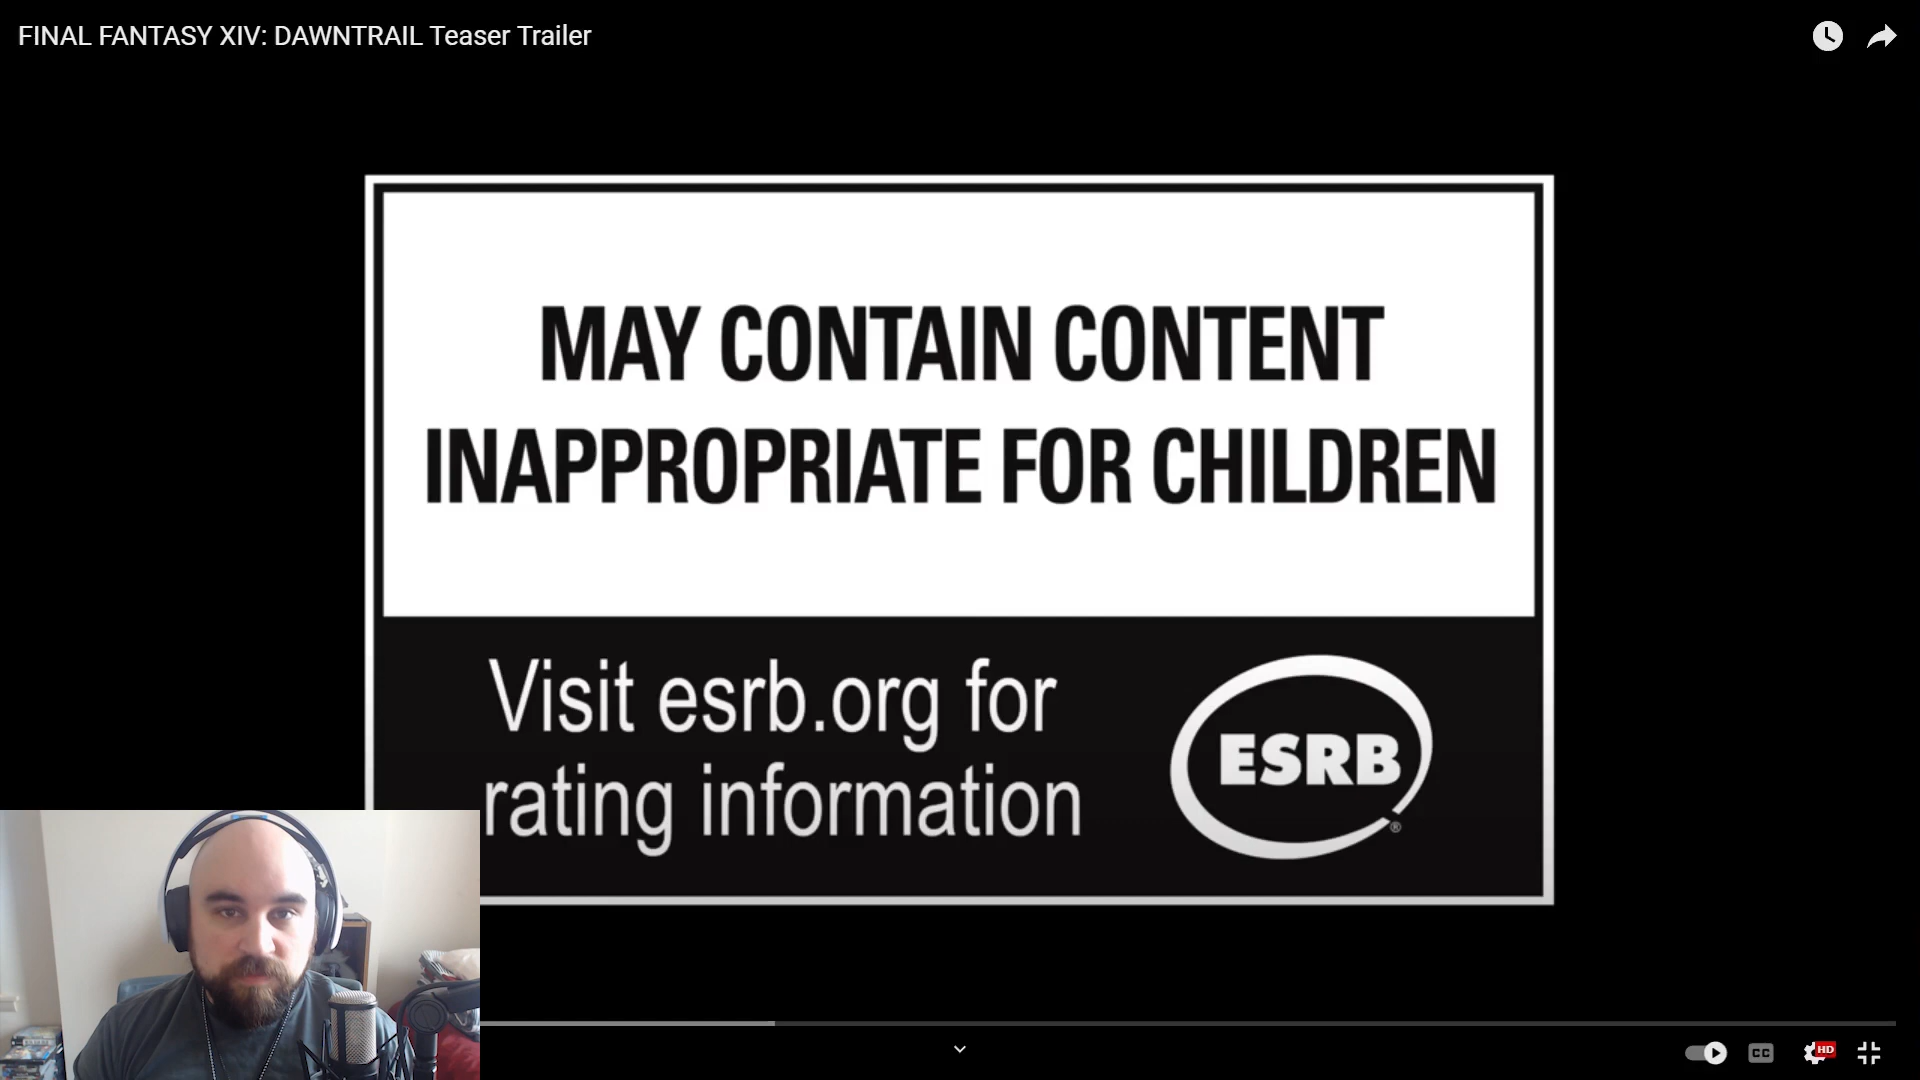 FINAL FANTASY XIV: DAWNTRAIL Teaser Trailer
MAY CONTAIN CONTENT
INAPPROPRIATE FOR CHILDREN
Visit esrb.org for
rating information
ESRB
®
CC
HD